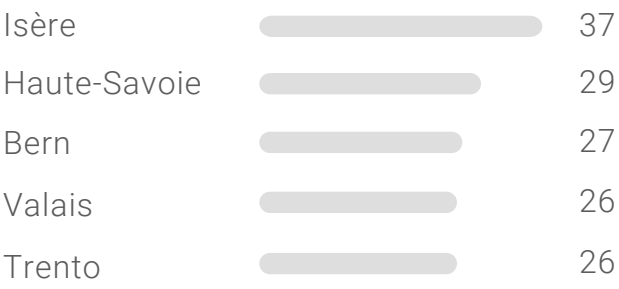 Isère 37
Haute-Savoie 29
Bern 27
Valais 26
Trento 26